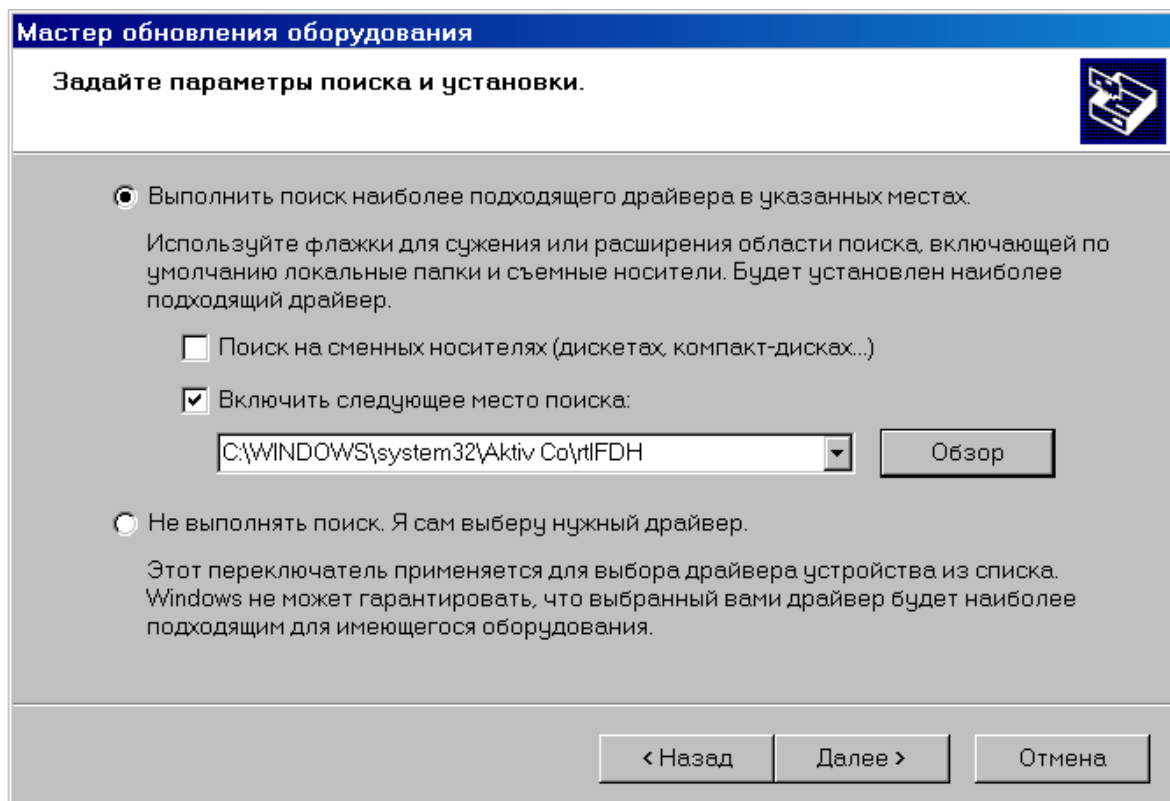 Мастер обновления оборудования
Задайте параметры поиска и установки.
Выполнить поиск наиболее подходящего драйвера в указанных местах.
Используйте флажки для сужения или расширения области поиска, включающей по
умолчанию локальные папки и съемные носители. Будет установлен наиболее
подходящий драйвер.
Поиск на сменных носителях (дискетах, компакт-дисках...)
Включить следующее место поиска:
C:\WINDOWS\system32\Aktiv Co\rtIFDH
Обзор
Не выполнять поиск. Я сам выберу нужный драйвер.
Этот переключатель применяется для выбора драйвера устройства из списка.
Windows не может гарантировать, что выбранный вами драйвер будет наиболее
подходящим для имеющегося оборудования.
< Назад
Далее >
Отмена